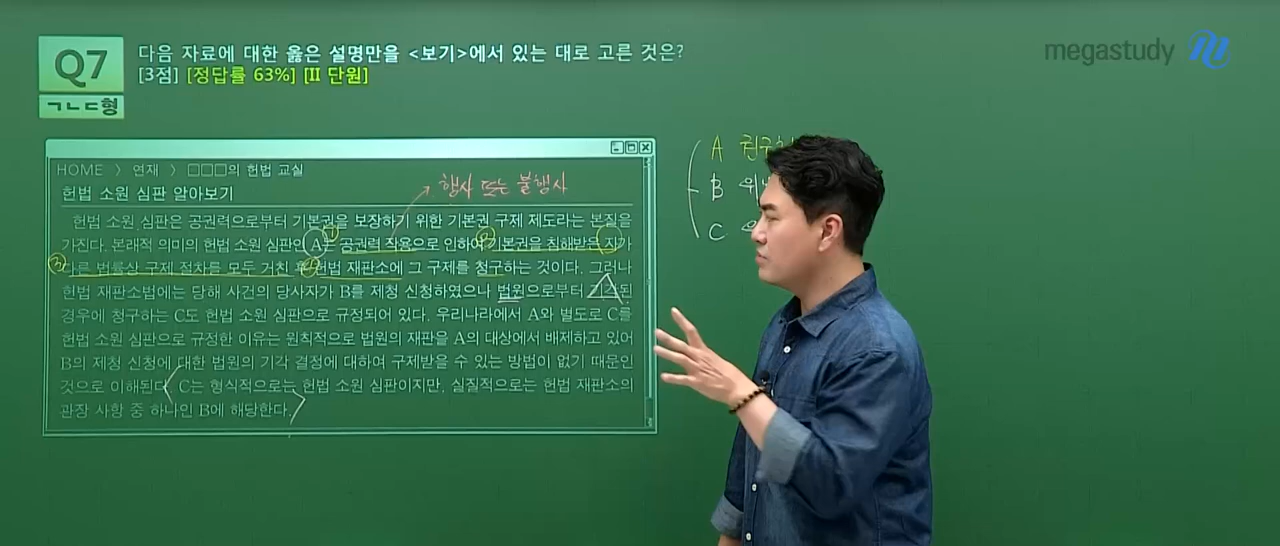 Q7
ㄱㄴㄷ형
다음 자료에 대한 옳은 설명만을 <보기>에서 있는 대로 고른 것은?
[3점] [정답률 63%] [Ⅱ 단원]
megastudy
HOME 〉 연재 〉 □□□의 헌법 교실
헌법 소원 심판 알아보기
행사 또는 불행사
헌법 소원 심판은 공권력으로부터 기본권을 보장하기 위한 기본권 구제 제도라는 본질을
가진다. 본래적 의미의 헌법 소원 심판인 A는 공권력 작용으로 인하여 기본권을 침해받은 자가
다른 법률상 구제 절차를 모두 거친 후 헌법 재판소에 그 구제를 청구하는 것이다. 그러나
헌법 재판소법에는 당해 사건의 당사자가 B를 제청 신청하였으나 법원으로부터 기각된
경우에 청구하는 C도 헌법 소원 심판으로 규정되어 있다. 우리나라에서 A와 별도로 C를
헌법 소원 심판으로 규정한 이유는 원칙적으로 법원의 재판을 A의 대상에서 배제하고 있어
B의 제청 신청에 대한 법원의 기각 결정에 대하여 구제받을 수 있는 방법이 없기 때문인
것으로 이해된다. C는 형식적으로는 헌법 소원 심판이지만, 실질적으로는 헌법 재판소의
관장 사항 중 하나인 B에 해당한다.
A 권구
B 위
C